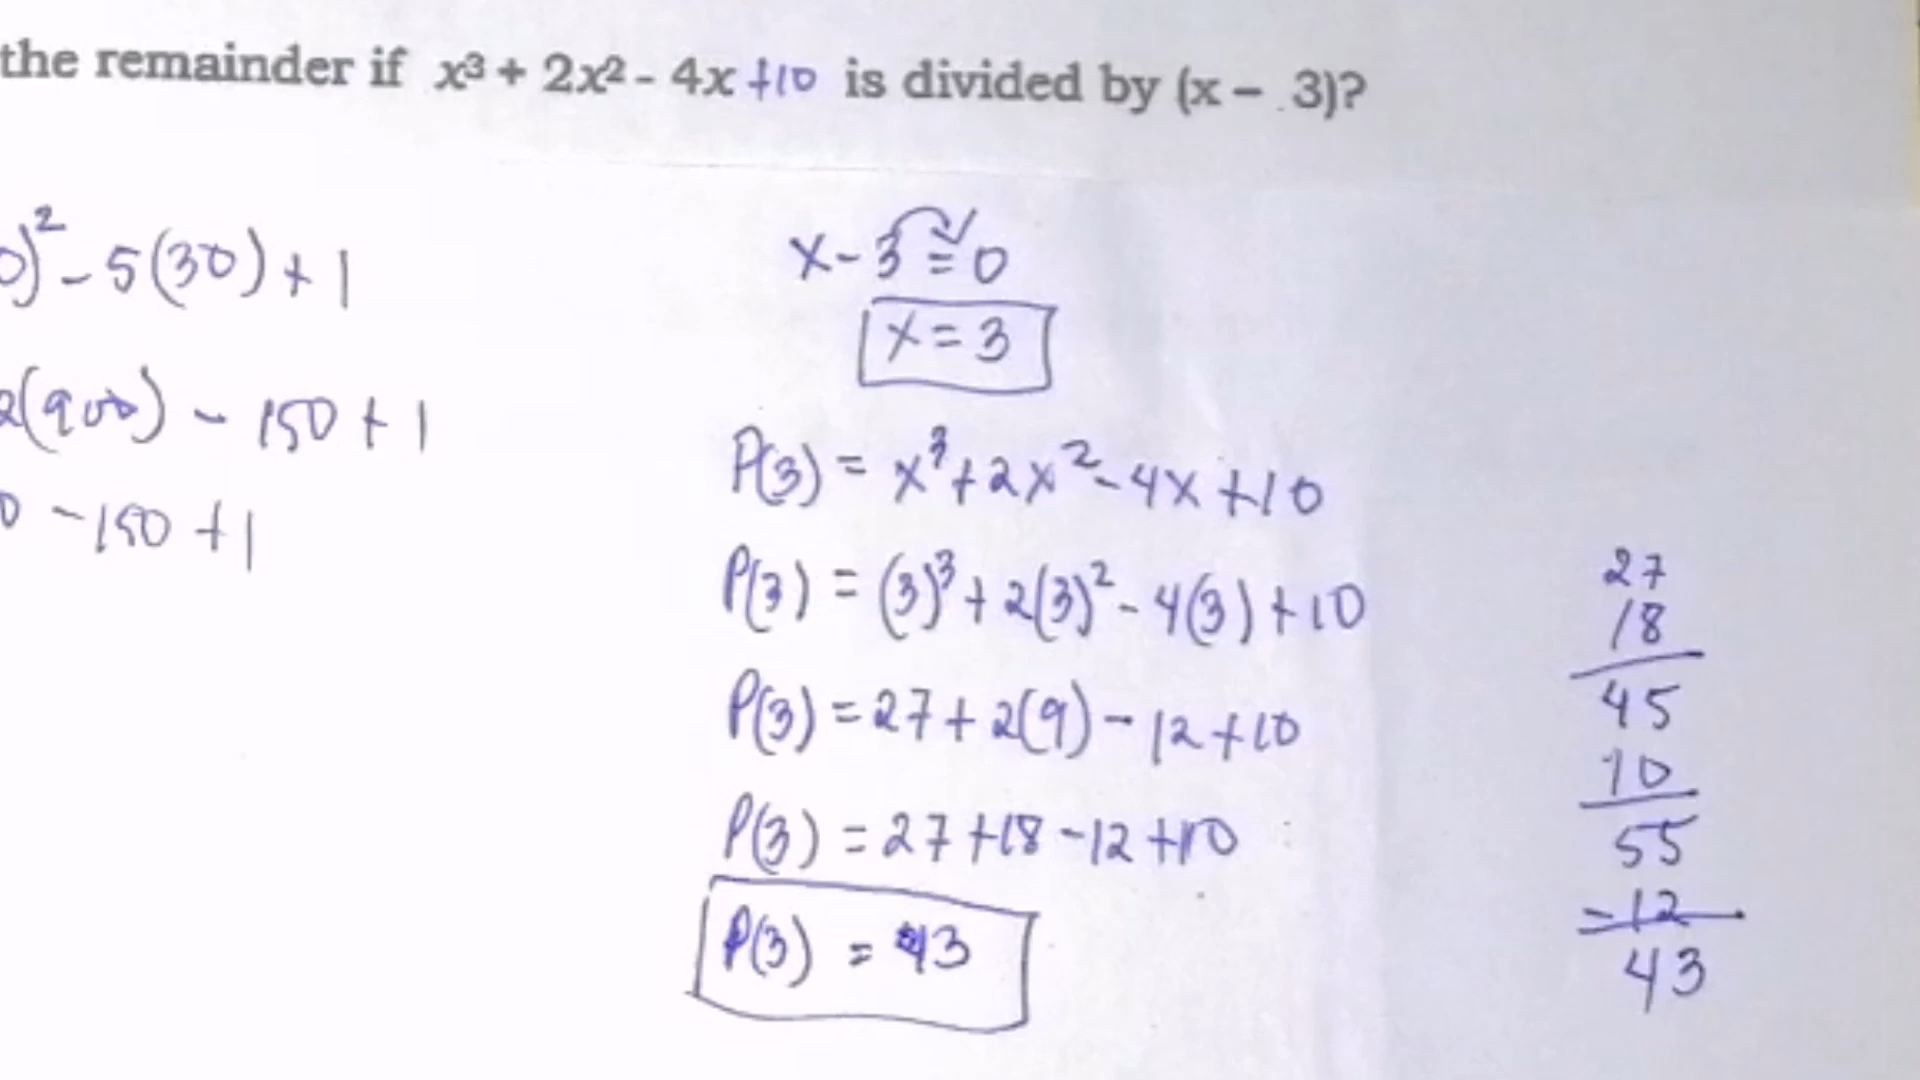 the remainder if x³ + 2x² - 4x +10 is divided by (x - 3)?
)² - 5(30) + 1
2(900) - 150 + 1
0 - 150 + 1
x - 3 = 0
x = 3
P(3) = x³ + 2x² - 4x + 10
P(3) = (3)³ + 2(3)² - 4(3) + 10
P(3) = 27 + 2(9) - 12 + 10
P(3) = 27 + 18 - 12 + 10
P(3) = 43
27
18
45
10
55
- 12
43